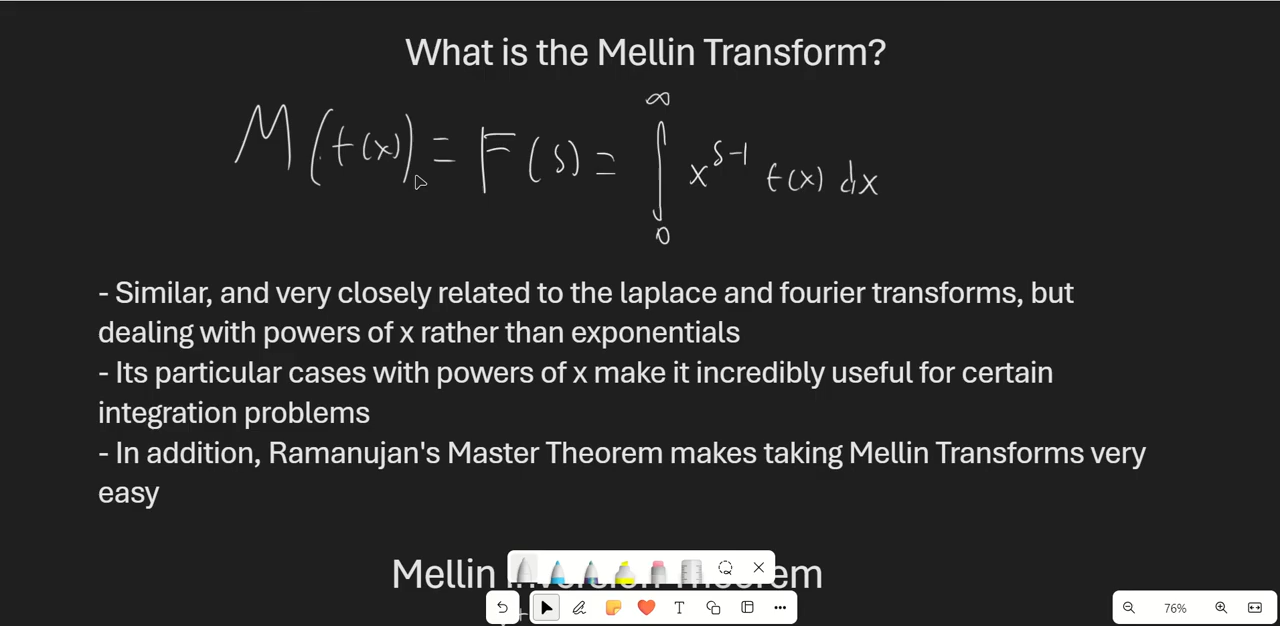 What is the Mellin Transform?
M(f(x)) = F(s) = ∫₀^∞ x^(s-1) f(x) dx
- Similar, and very closely related to the laplace and fourier transforms, but
dealing with powers of x rather than exponentials
- Its particular cases with powers of x make it incredibly useful for certain
integration problems
- In addition, Ramanujan's Master Theorem makes taking Mellin Transforms very
easy
Mellin Inversion Theorem
76%